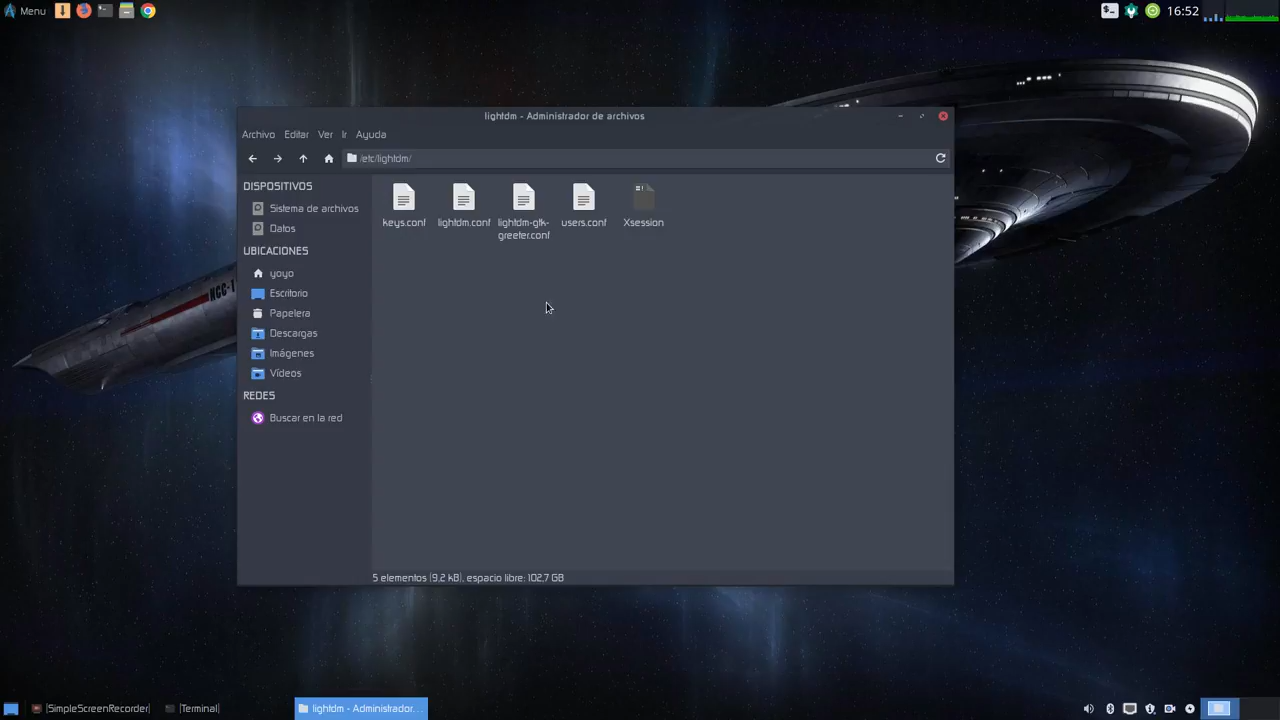 Menu
16:52
NCC-1
lightdm - Administrador de archivos
Archivo Editar Ver Ir Ayuda
/etc/lightdm/
DISPOSITIVOS
Sistema de archivos
Datos
UBICACIONES
yoyo
Escritorio
Papelera
Descargas
Imágenes
Vídeos
REDES
Buscar en la red
keys.conf
lightdm.conf
lightdm-gtk-
greeter.conf
users.conf
Xsession
5 elementos (9,2 kB), espacio libre: 102,7 GB
[SimpleScreenRecorder]
[Terminal]
lightdm - Administrador...